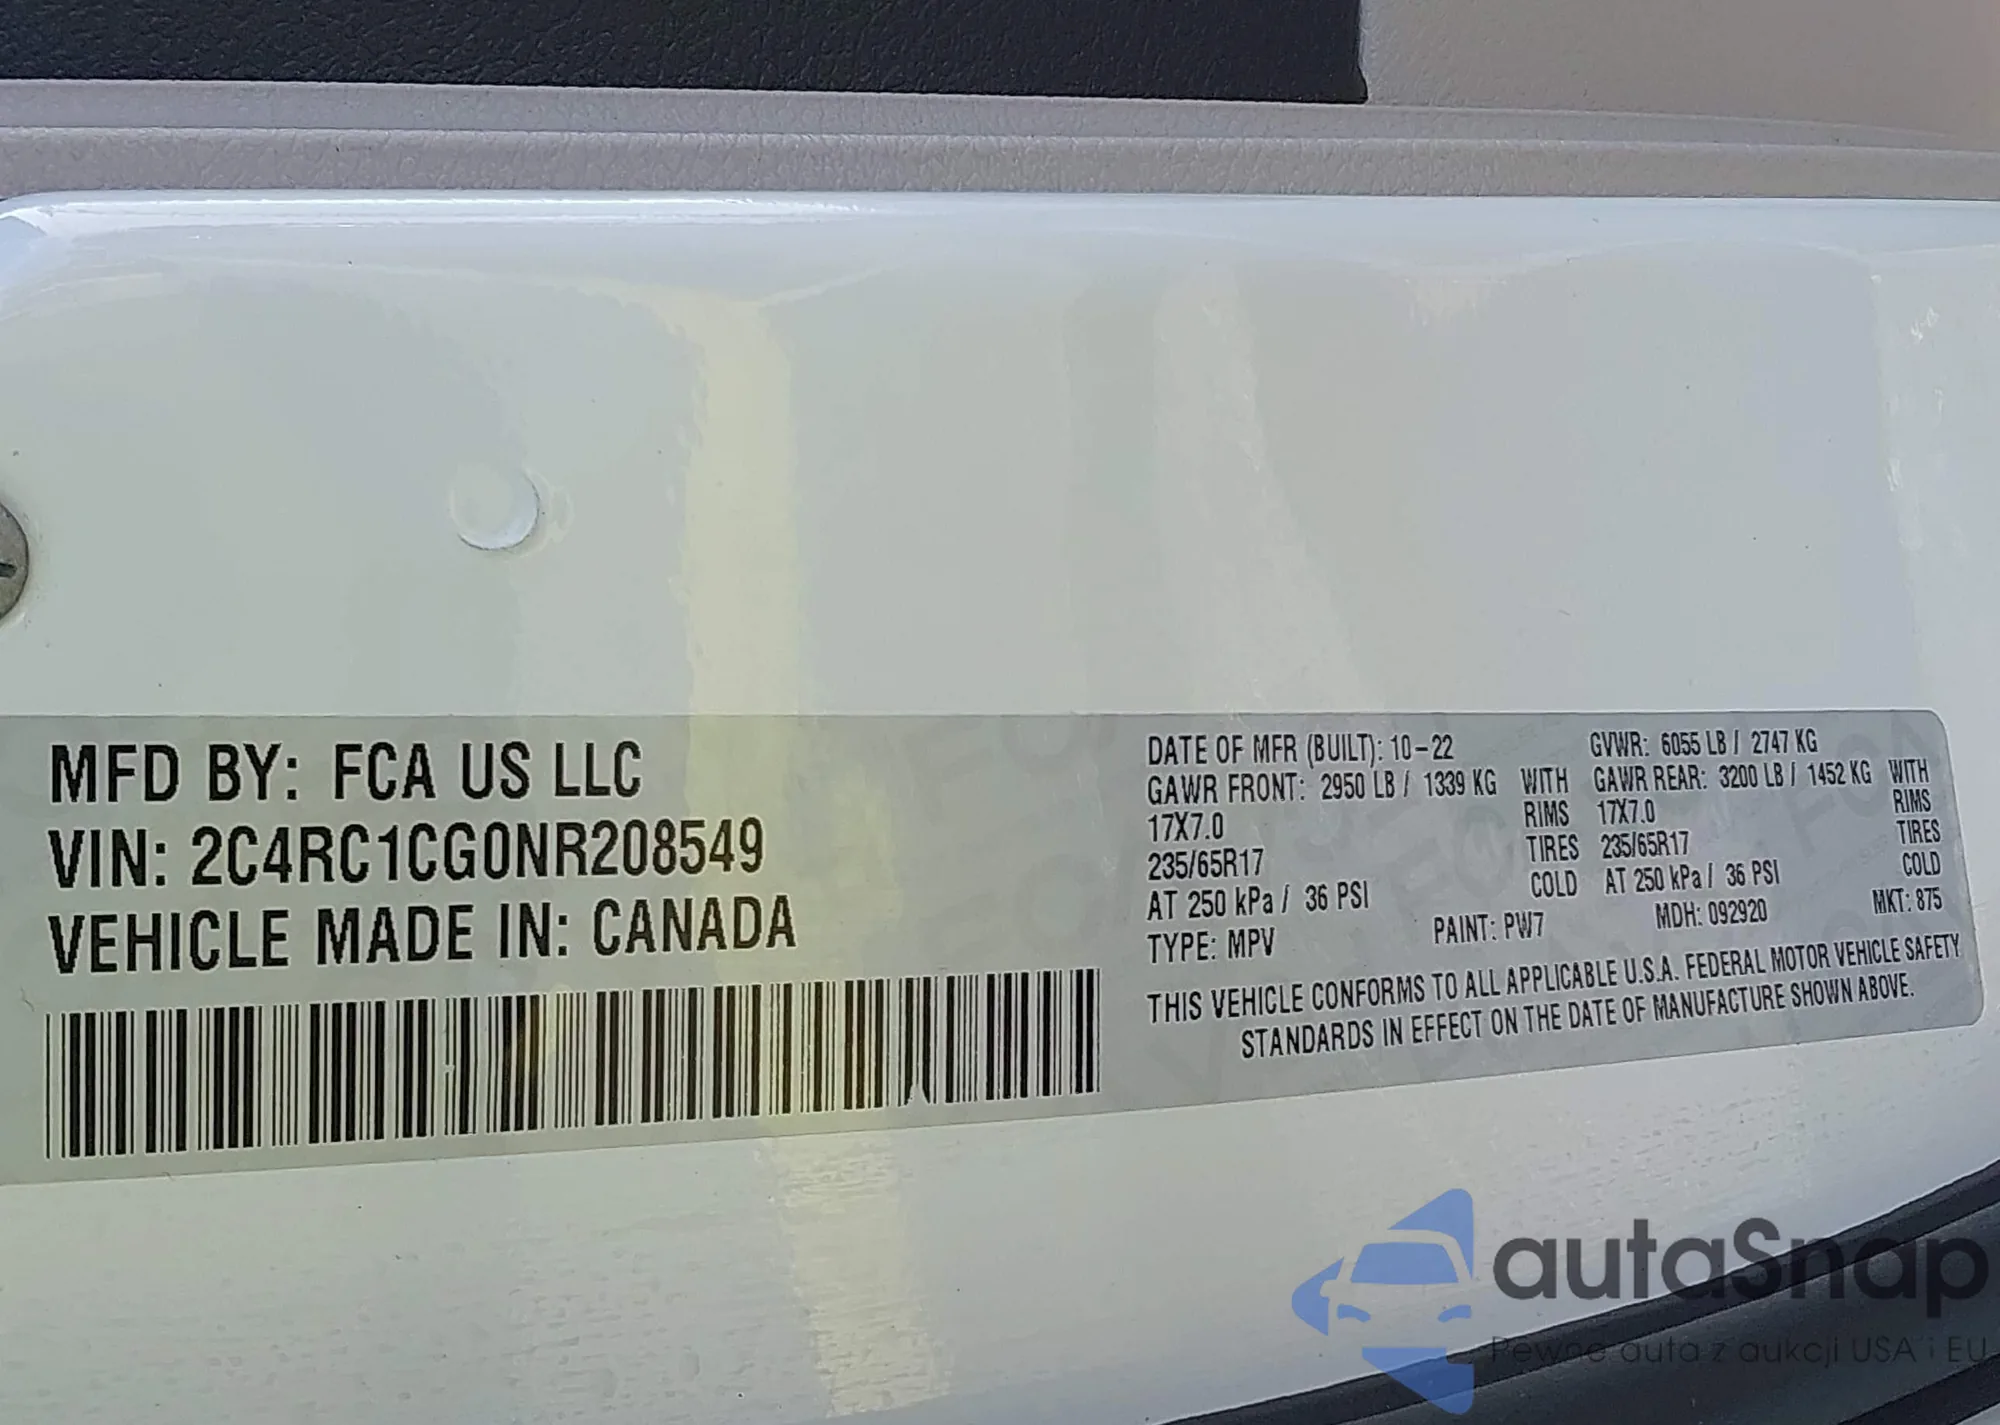 MFD BY: FCA US LLC
VIN: 2C4RC1CG0NR208549
VEHICLE MADE IN: CANADA
DATE OF MFR (BUILT): 10-22 GVWR: 6055 LB / 2747 KG
GAWR FRONT: 2950 LB / 1339 KG WITH GAWR REAR: 3200 LB / 1452 KG WITH
17X7.0 RIMS 17X7.0 RIMS
235/65R17 TIRES 235/65R17 TIRES
AT 250 kPa / 36 PSI COLD AT 250 kPa / 36 PSI COLD
TYPE: MPV PAINT: PW7 MDH: 092920 MKT: 875
THIS VEHICLE CONFORMS TO ALL APPLICABLE U.S.A. FEDERAL MOTOR VEHICLE SAFETY
STANDARDS IN EFFECT ON THE DATE OF MANUFACTURE SHOWN ABOVE.
autaSnap
Pewne auta z aukcji USA i EU